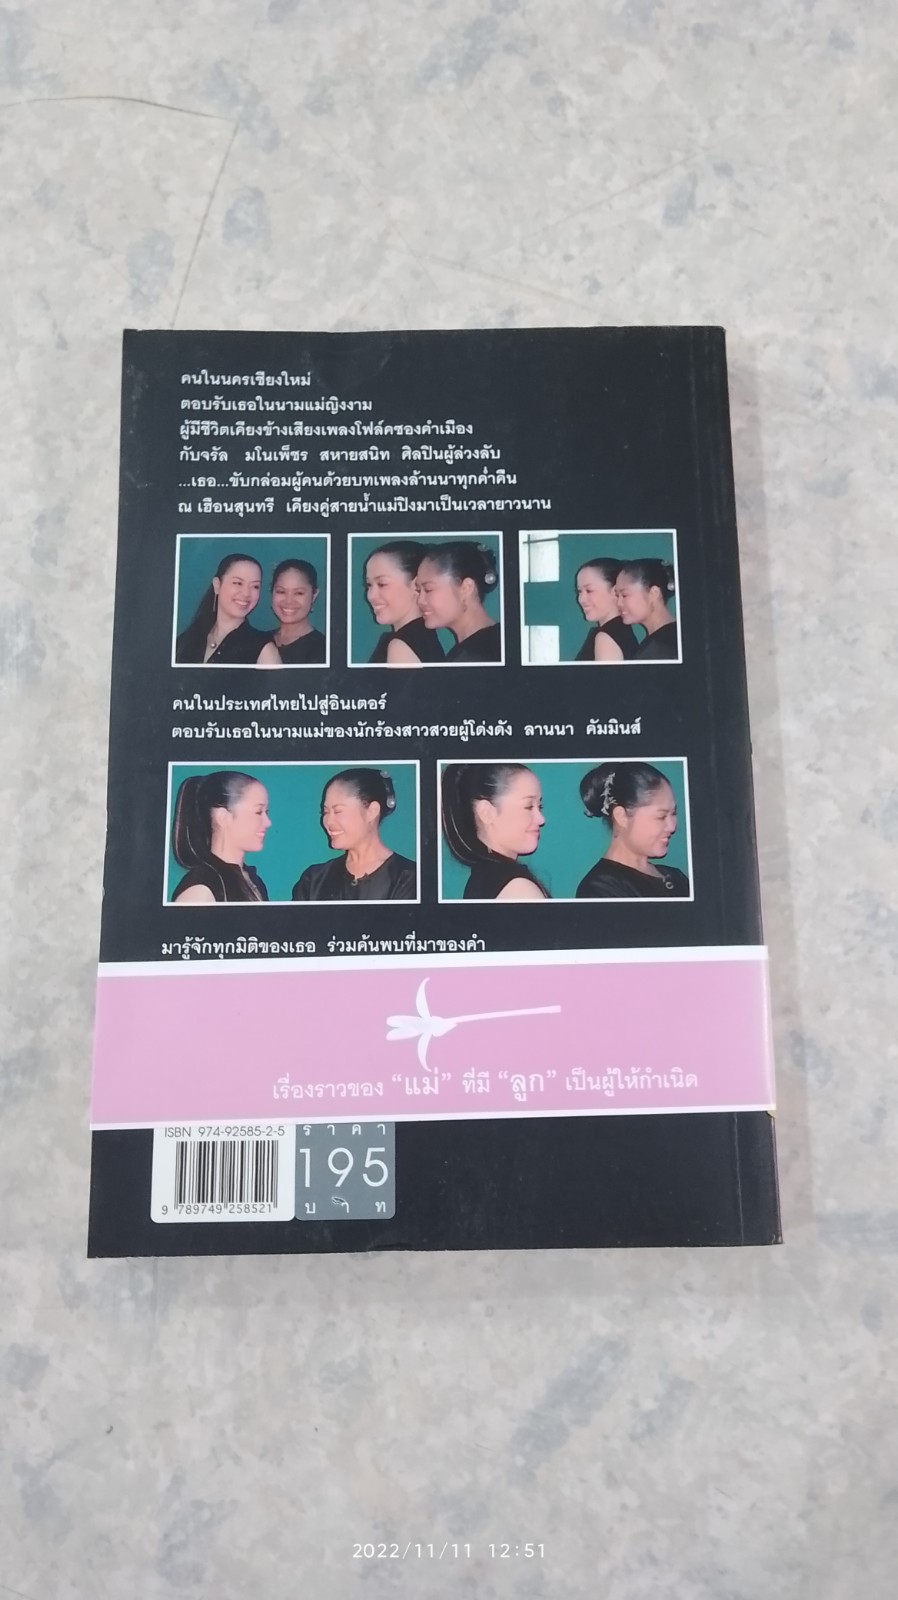 คนในนครเชียงใหม่
ตอบรับเธอในนามแม่ญิงงาม
ผู้มีชีวิตเคียงข้างเสียงเพลงโฟล์คซองคำเมือง
กับจรัล มโนเพ็ชร สหายสนิท ศิลปินผู้ล่วงลับ
...เธอ...ขับกล่อมผู้คนด้วยบทเพลงล้านนาทุกค่ำคืน
ณ เฮือนสุนทรี เคียงคู่สายน้ำแม่ปิงมาเป็นเวลายาวนาน
คนในประเทศไทยไปสู่อินเตอร์
ตอบรับเธอในนามแม่ของนักร้องสาวสวยผู้โด่งดัง ลานนา คัมมินส์
มารู้จักทุกมิติของเธอ ร่วมค้นพบที่มาของคำ
เรื่องราวของ “แม่” ที่มี “ลูก” เป็นผู้ให้กำเนิด
ISBN 974-92585-2-5
9 789749 258521
ราคา
195
บาท
2022/11/11 12:51